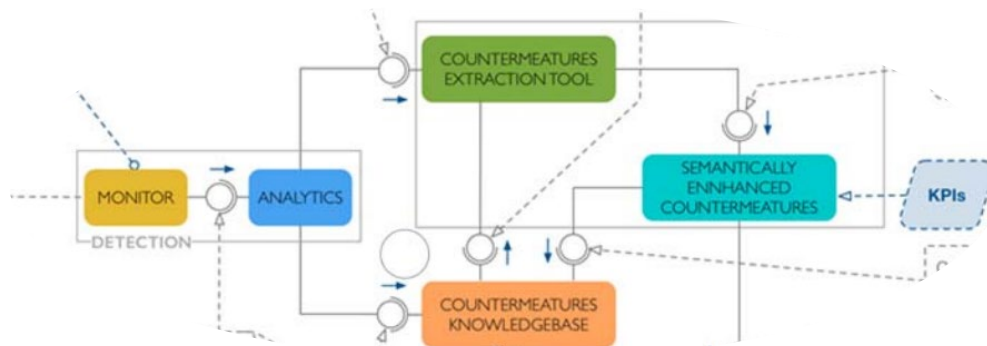 COUNTERMEATURES
EXTRACTION TOOL
MONITOR
ANALYTICS
SEMANTICALLY
ENNHANCED
COUNTERMEATURES
KPIs
DETECTION
COUNTERMEATURES
KNOWLEDGEBASE